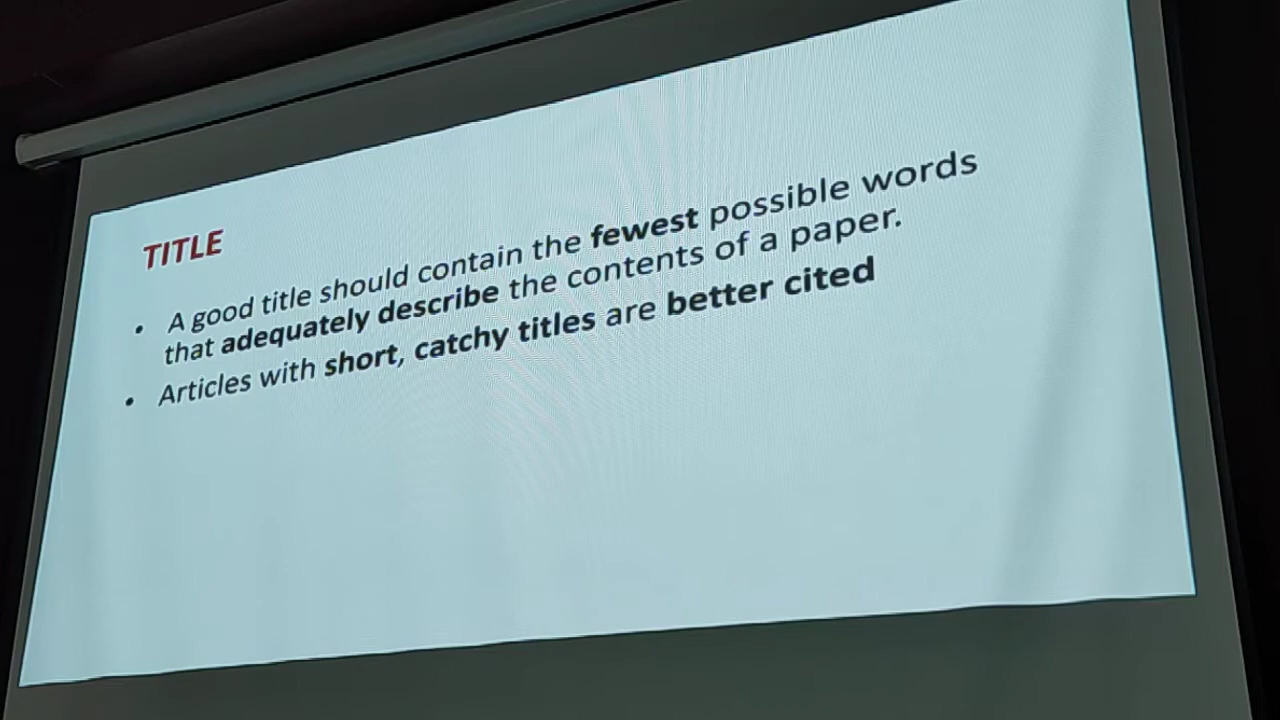 TITLE
• A good title should contain the fewest possible words
that adequately describe the contents of a paper.
• Articles with short, catchy titles are better cited